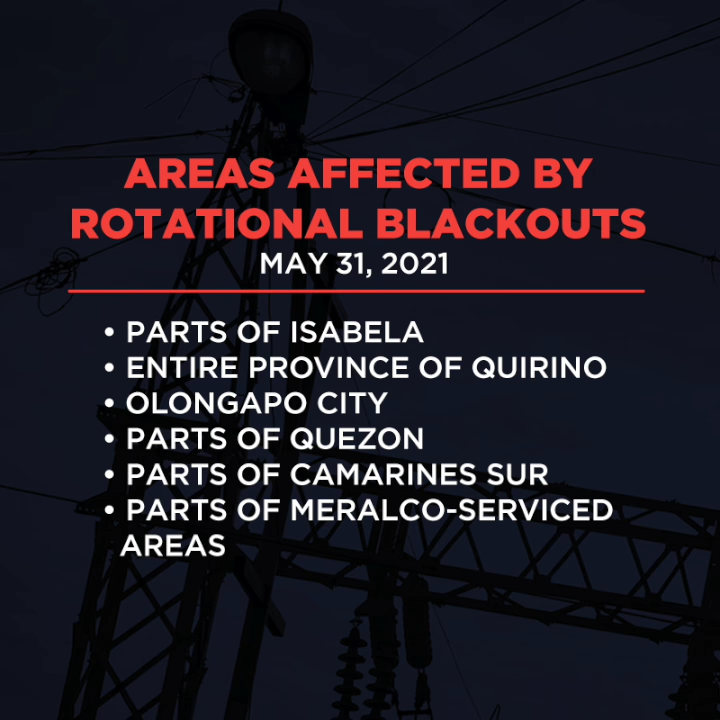 AREAS AFFECTED BY
ROTATIONAL BLACKOUTS
MAY 31, 2021
• PARTS OF ISABELA
• ENTIRE PROVINCE OF QUIRINO
• OLONGAPO CITY
• PARTS OF QUEZON
• PARTS OF CAMARINES SUR
• PARTS OF MERALCO-SERVICED
AREAS